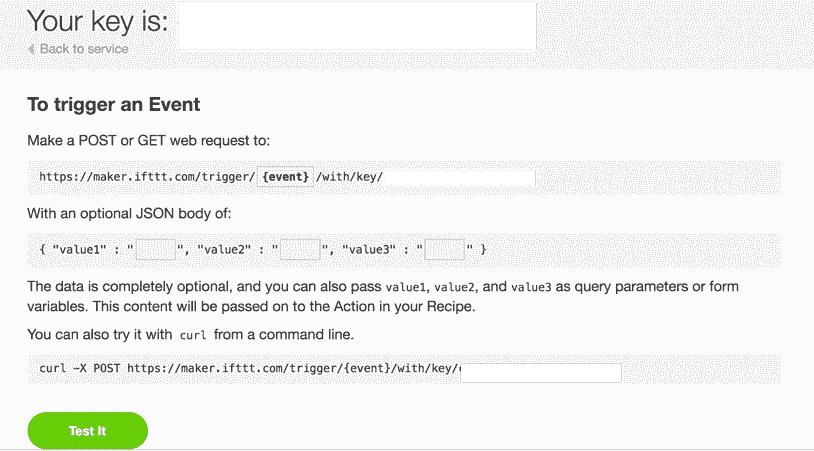 Your key is:
Back to service
To trigger an Event
Make a POST or GET web request to:
https://maker.ifttt.com/trigger/ {event} /with/key/
With an optional JSON body of:
{ "value1" : "", "value2" : "", "value3" : "" }
The data is completely optional, and you can also pass value1, value2, and value3 as query parameters or form
variables. This content will be passed on to the Action in your Recipe.
You can also try it with curl from a command line.
curl -X POST https://maker.ifttt.com/trigger/{event}/with/key/
Test It